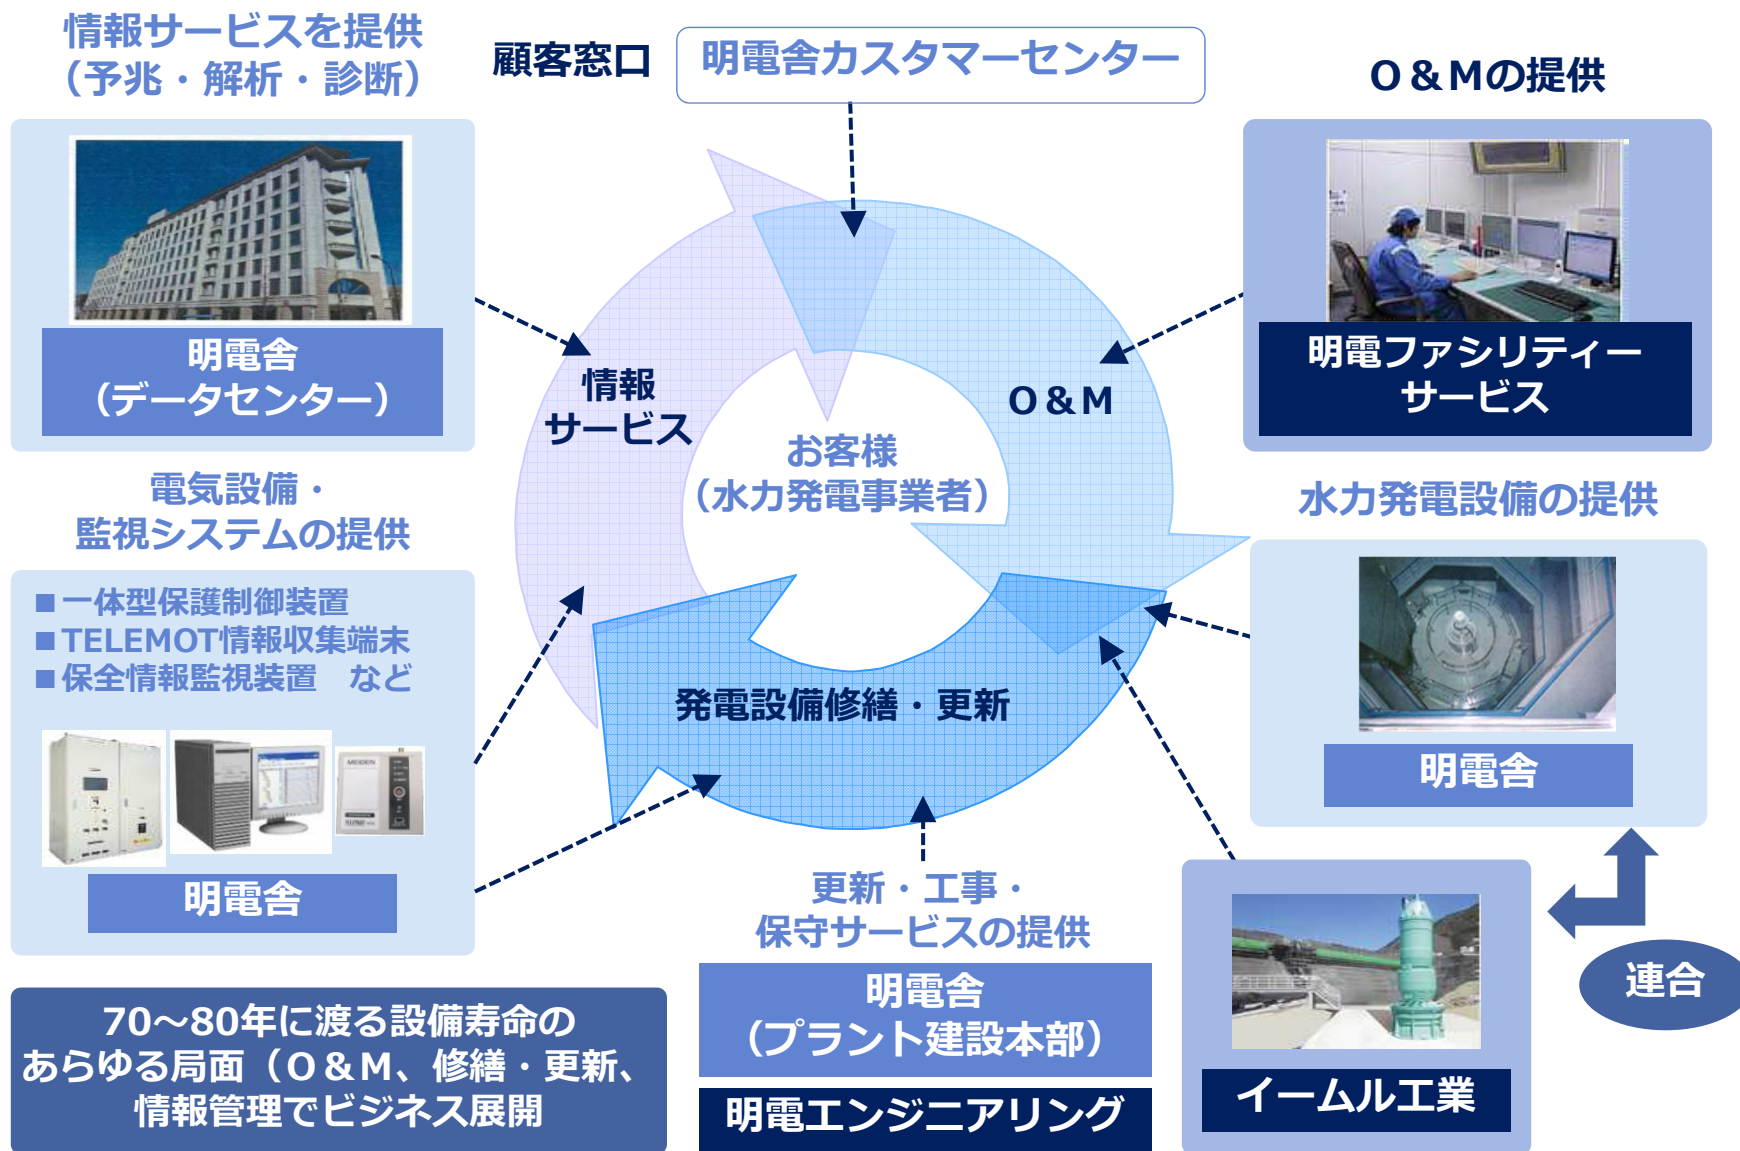 情報サービスを提供
（予兆・解析・診断）
顧客窓口
明電舎カスタマーセンター
Ｏ＆Ｍの提供
明電舎
（データセンター）
明電ファシリティー
サービス
情報
サービス
Ｏ＆Ｍ
お客様
（水力発電事業者）
電気設備・
監視システムの提供
水力発電設備の提供
■一体型保護制御装置
■TELEMOT情報収集端末
■保全情報監視装置　など
発電設備修繕・更新
MEIDEN
明電舎
明電舎
更新・工事・
保守サービスの提供
明電舎
（プラント建設本部）
明電エンジニアリング
イームル工業
連合
70～80年に渡る設備寿命の
あらゆる局面（Ｏ＆Ｍ、修繕・更新、
情報管理でビジネス展開